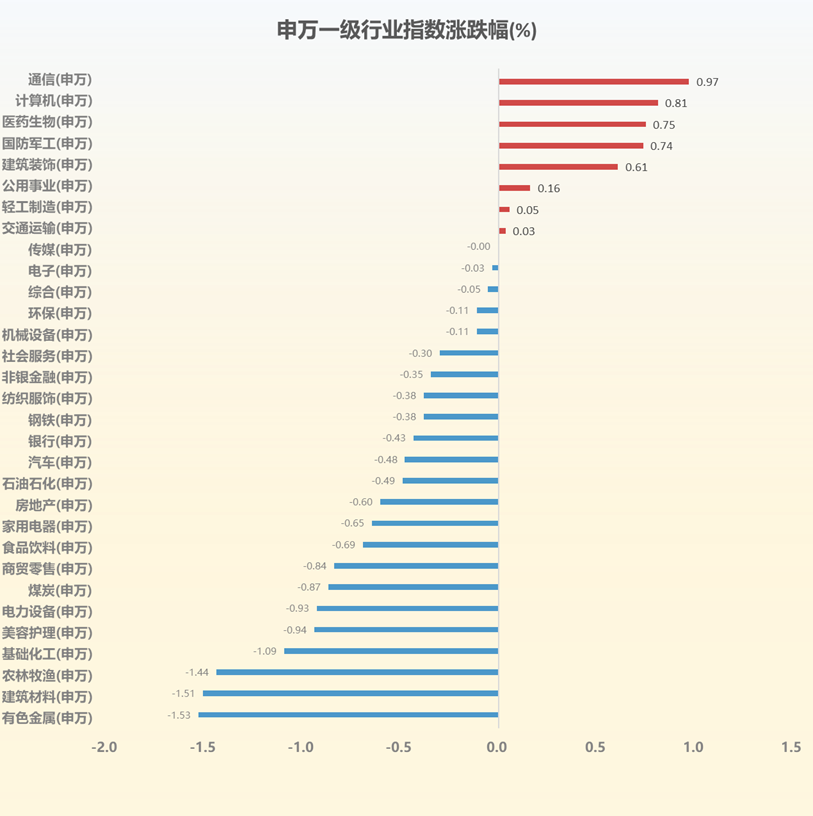 申万一级行业指数涨跌幅(%)
通信(申万) 0.97
计算机(申万) 0.81
医药生物(申万) 0.75
国防军工(申万) 0.74
建筑装饰(申万) 0.61
公用事业(申万) 0.16
轻工制造(申万) 0.05
交通运输(申万) 0.03
传媒(申万) -0.00
电子(申万) -0.03
综合(申万) -0.05
环保(申万) -0.11
机械设备(申万) -0.11
社会服务(申万) -0.30
非银金融(申万) -0.35
纺织服饰(申万) -0.38
钢铁(申万) -0.38
银行(申万) -0.43
汽车(申万) -0.48
石油石化(申万) -0.49
房地产(申万) -0.60
家用电器(申万) -0.65
食品饮料(申万) -0.69
商贸零售(申万) -0.84
煤炭(申万) -0.87
电力设备(申万) -0.93
美容护理(申万) -0.94
基础化工(申万) -1.09
农林牧渔(申万) -1.44
建筑材料(申万) -1.51
有色金属(申万) -1.53
-2.0 -1.5 -1.0 -0.5 0.0 0.5 1.0 1.5